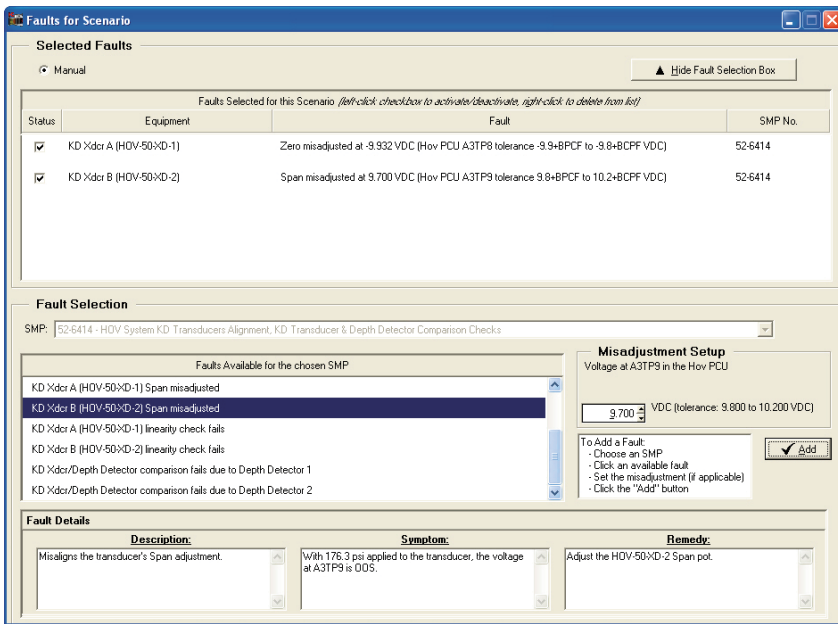 Faults for Scenario
Selected Faults
Manual
▲ Hide Fault Selection Box
Faults Selected for this Scenario (left-click checkbox to activate/deactivate, right-click to delete from list)
Status Equipment Fault SMP No.
KD Xdcr A (HOV-50-XD-1) Zero misadjusted at -9.932 VDC (Hov PCU A3TP8 tolerance -9.9+BPCF to -9.8+BCPF VDC) 52-6414
KD Xdcr B (HOV-50-XD-2) Span misadjusted at 9.700 VDC (Hov PCU A3TP9 tolerance 9.8+BPCF to 10.2+BCPF VDC) 52-6414
Fault Selection
SMP: 52-6414 - HOV System KD Transducers Alignment, KD Transducer & Depth Detector Comparison Checks
Faults Available for the chosen SMP
KD Xdcr A (HOV-50-XD-1) Span misadjusted
KD Xdcr B (HOV-50-XD-2) Span misadjusted
KD Xdcr A (HOV-50-XD-1) linearity check fails
KD Xdcr B (HOV-50-XD-2) linearity check fails
KD Xdcr/Depth Detector comparison fails due to Depth Detector 1
KD Xdcr/Depth Detector comparison fails due to Depth Detector 2
Misadjustment Setup
Voltage at A3TP9 in the Hov PCU
9.700 VDC (tolerance: 9.800 to 10.200 VDC)
To Add a Fault:
- Choose an SMP
- Click an available fault
- Set the misadjustment (if applicable)
- Click the "Add" button
Add
Fault Details
Description:
Misaligns the transducer's Span adjustment.
Symptom:
With 176.3 psi applied to the transducer, the voltage
at A3TP9 is OOS.
Remedy:
Adjust the HOV-50-XD-2 Span pot.